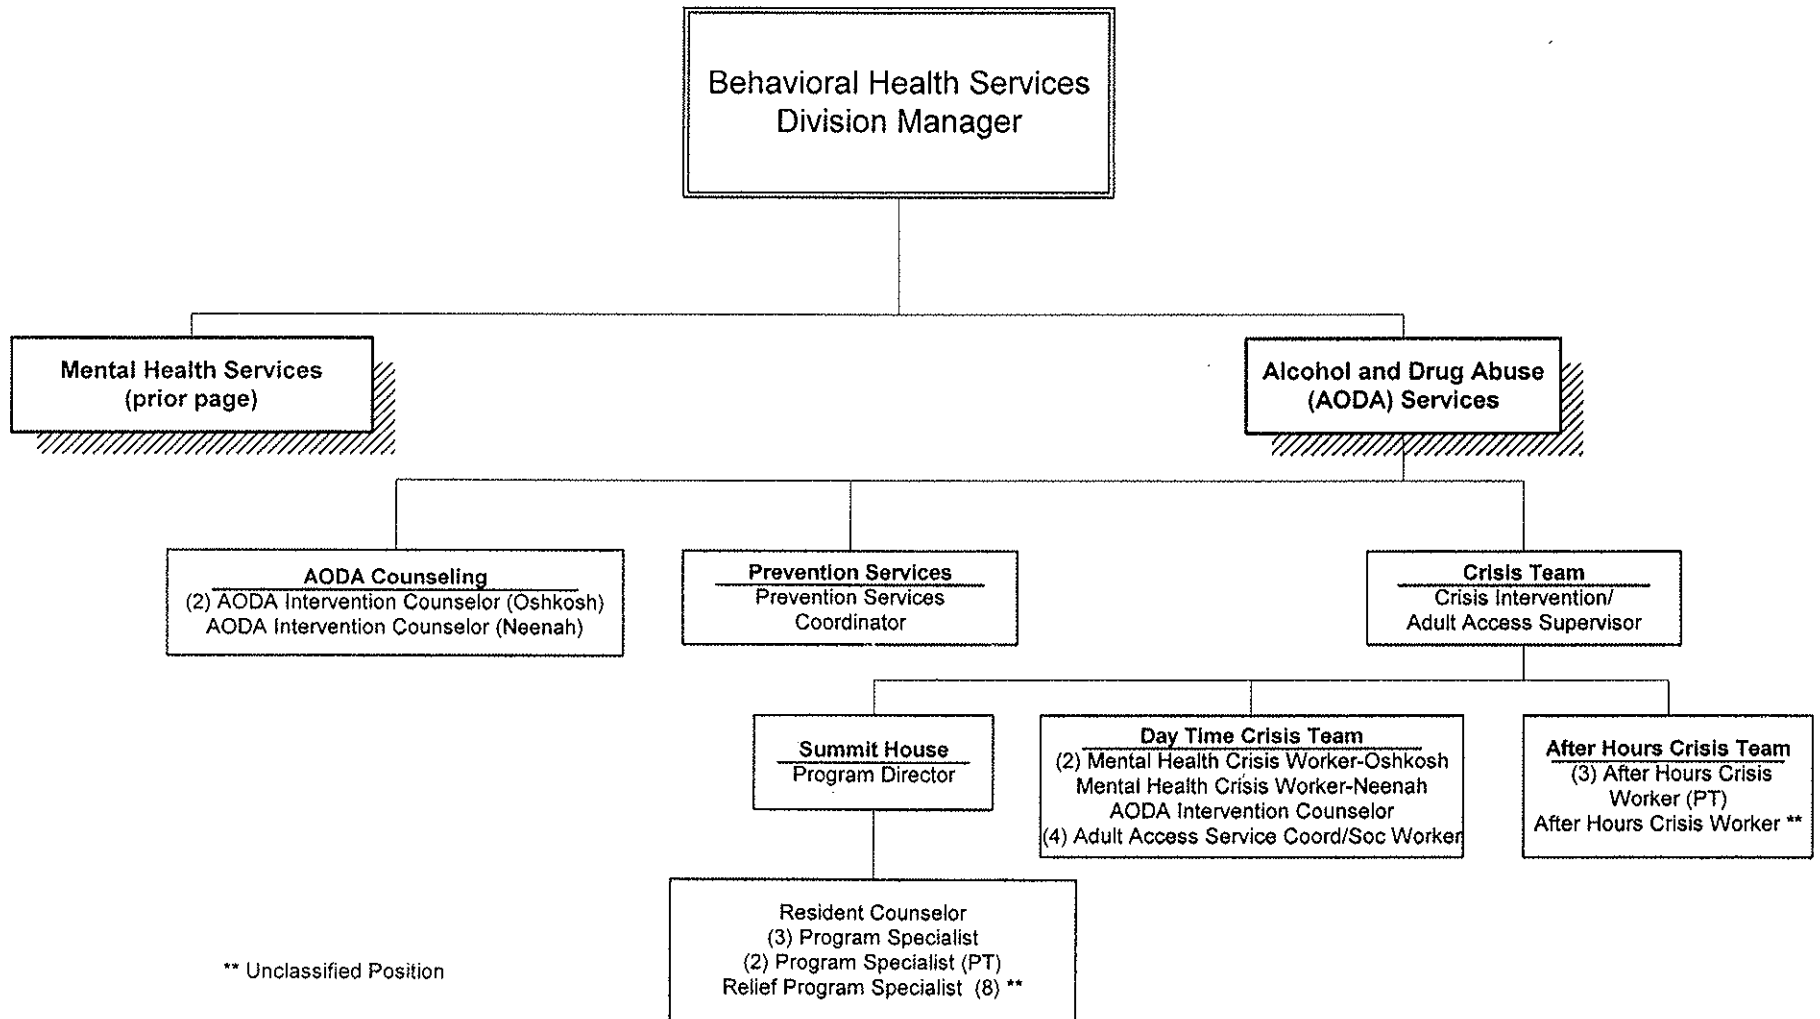 Behavioral Health Services
Division Manager
Mental Health Services
(prior page)
Alcohol and Drug Abuse
(AODA) Services
AODA Counseling
(2) AODA Intervention Counselor (Oshkosh)
AODA Intervention Counselor (Neenah)
Prevention Services
Prevention Services
Coordinator
Crisis Team
Crisis Intervention/
Adult Access Supervisor
Summit House
Program Director
Day Time Crisis Team
(2) Mental Health Crisis Worker-Oshkosh
Mental Health Crisis Worker-Neenah
AODA Intervention Counselor
(4) Adult Access Service Coord/Soc Worker
After Hours Crisis Team
(3) After Hours Crisis
Worker (PT)
After Hours Crisis Worker **
Resident Counselor
(3) Program Specialist
(2) Program Specialist (PT)
Relief Program Specialist (8) **
** Unclassified Position